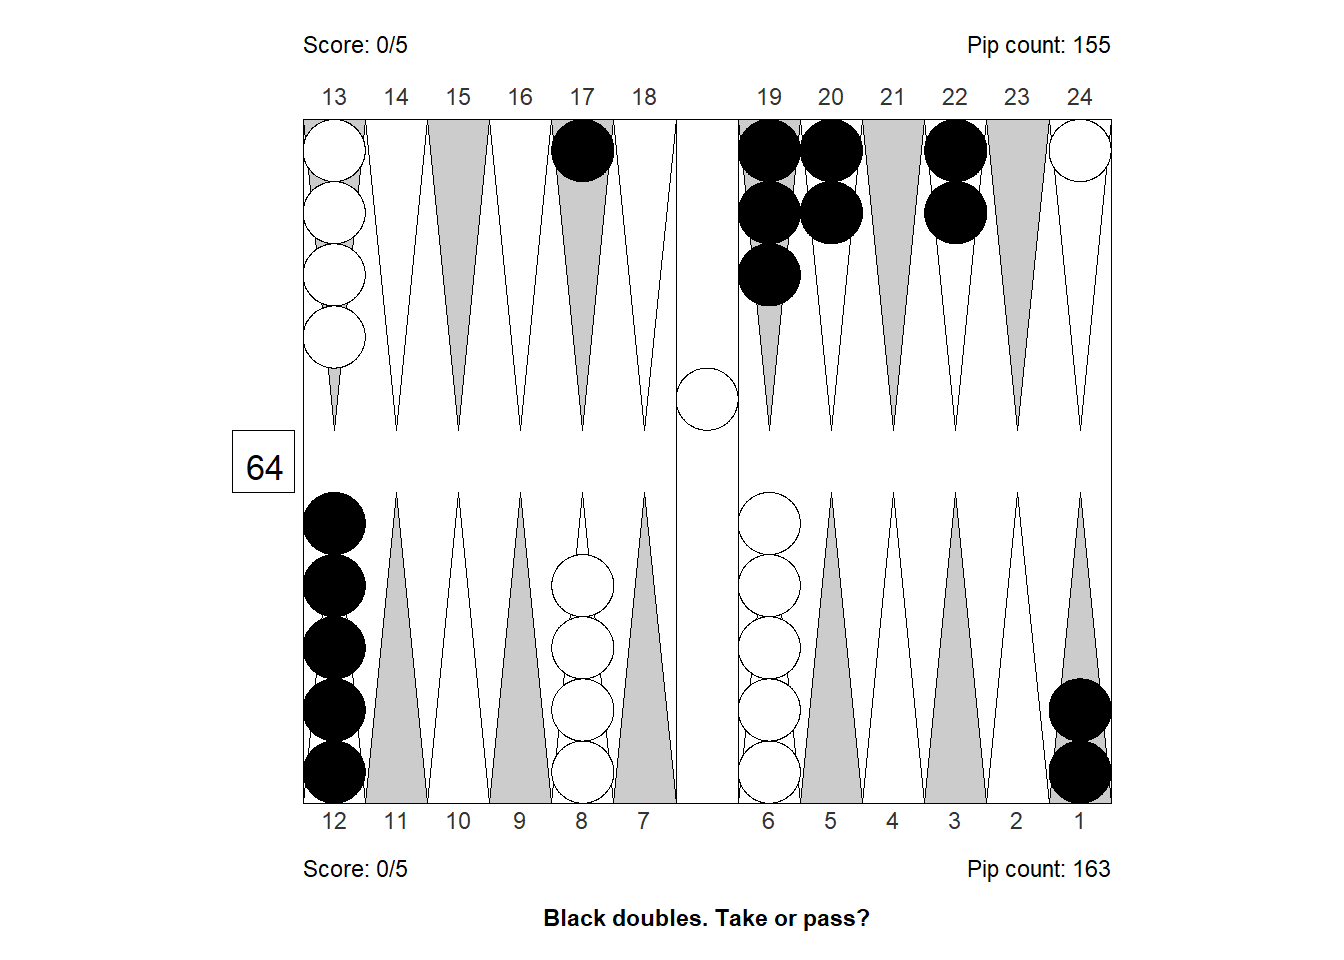 Score: 0/5 Pip count: 155
13 14 15 16 17 18 19 20 21 22 23 24
64
12 11 10 9 8 7 6 5 4 3 2 1
Score: 0/5 Pip count: 163
Black doubles. Take or pass?